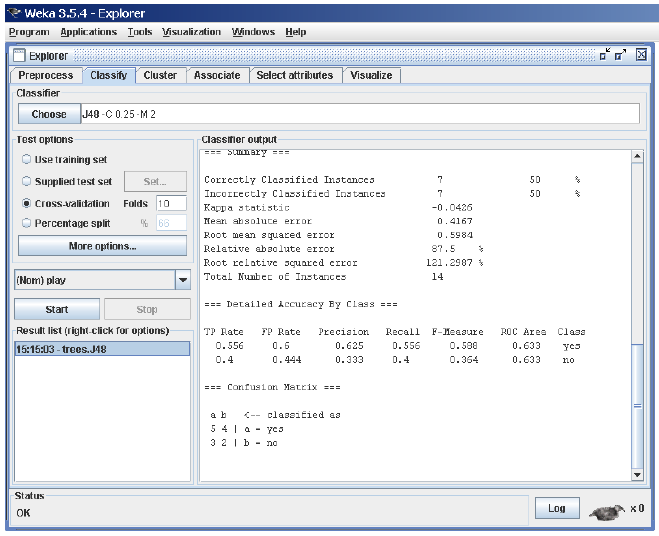 Weka 3.5.4 - Explorer
Program Applications Tools Visualization Windows Help
Explorer
Preprocess Classify Cluster Associate Select attributes Visualize
Classifier
Choose J48 -C 0.25 -M 2
Test options
Use training set
Supplied test set Set...
Cross-validation Folds 10
Percentage split % 66
More options...
(Nom) play
Start Stop
Result list (right-click for options)
15:15:03 - trees.J48
Classifier output
=== Summary ===
Correctly Classified Instances 7 50 %
Incorrectly Classified Instances 7 50 %
Kappa statistic -0.0426
Mean absolute error 0.4167
Root mean squared error 0.5984
Relative absolute error 87.5 %
Root relative squared error 121.2987 %
Total Number of Instances 14
=== Detailed Accuracy By Class ===
TP Rate FP Rate Precision Recall F-Measure ROC Area Class
0.556 0.6 0.625 0.556 0.588 0.633 yes
0.4 0.444 0.333 0.4 0.364 0.633 no
=== Confusion Matrix ===
a b <-- classified as
5 4 | a = yes
3 2 | b = no
Status
OK
Log x 0